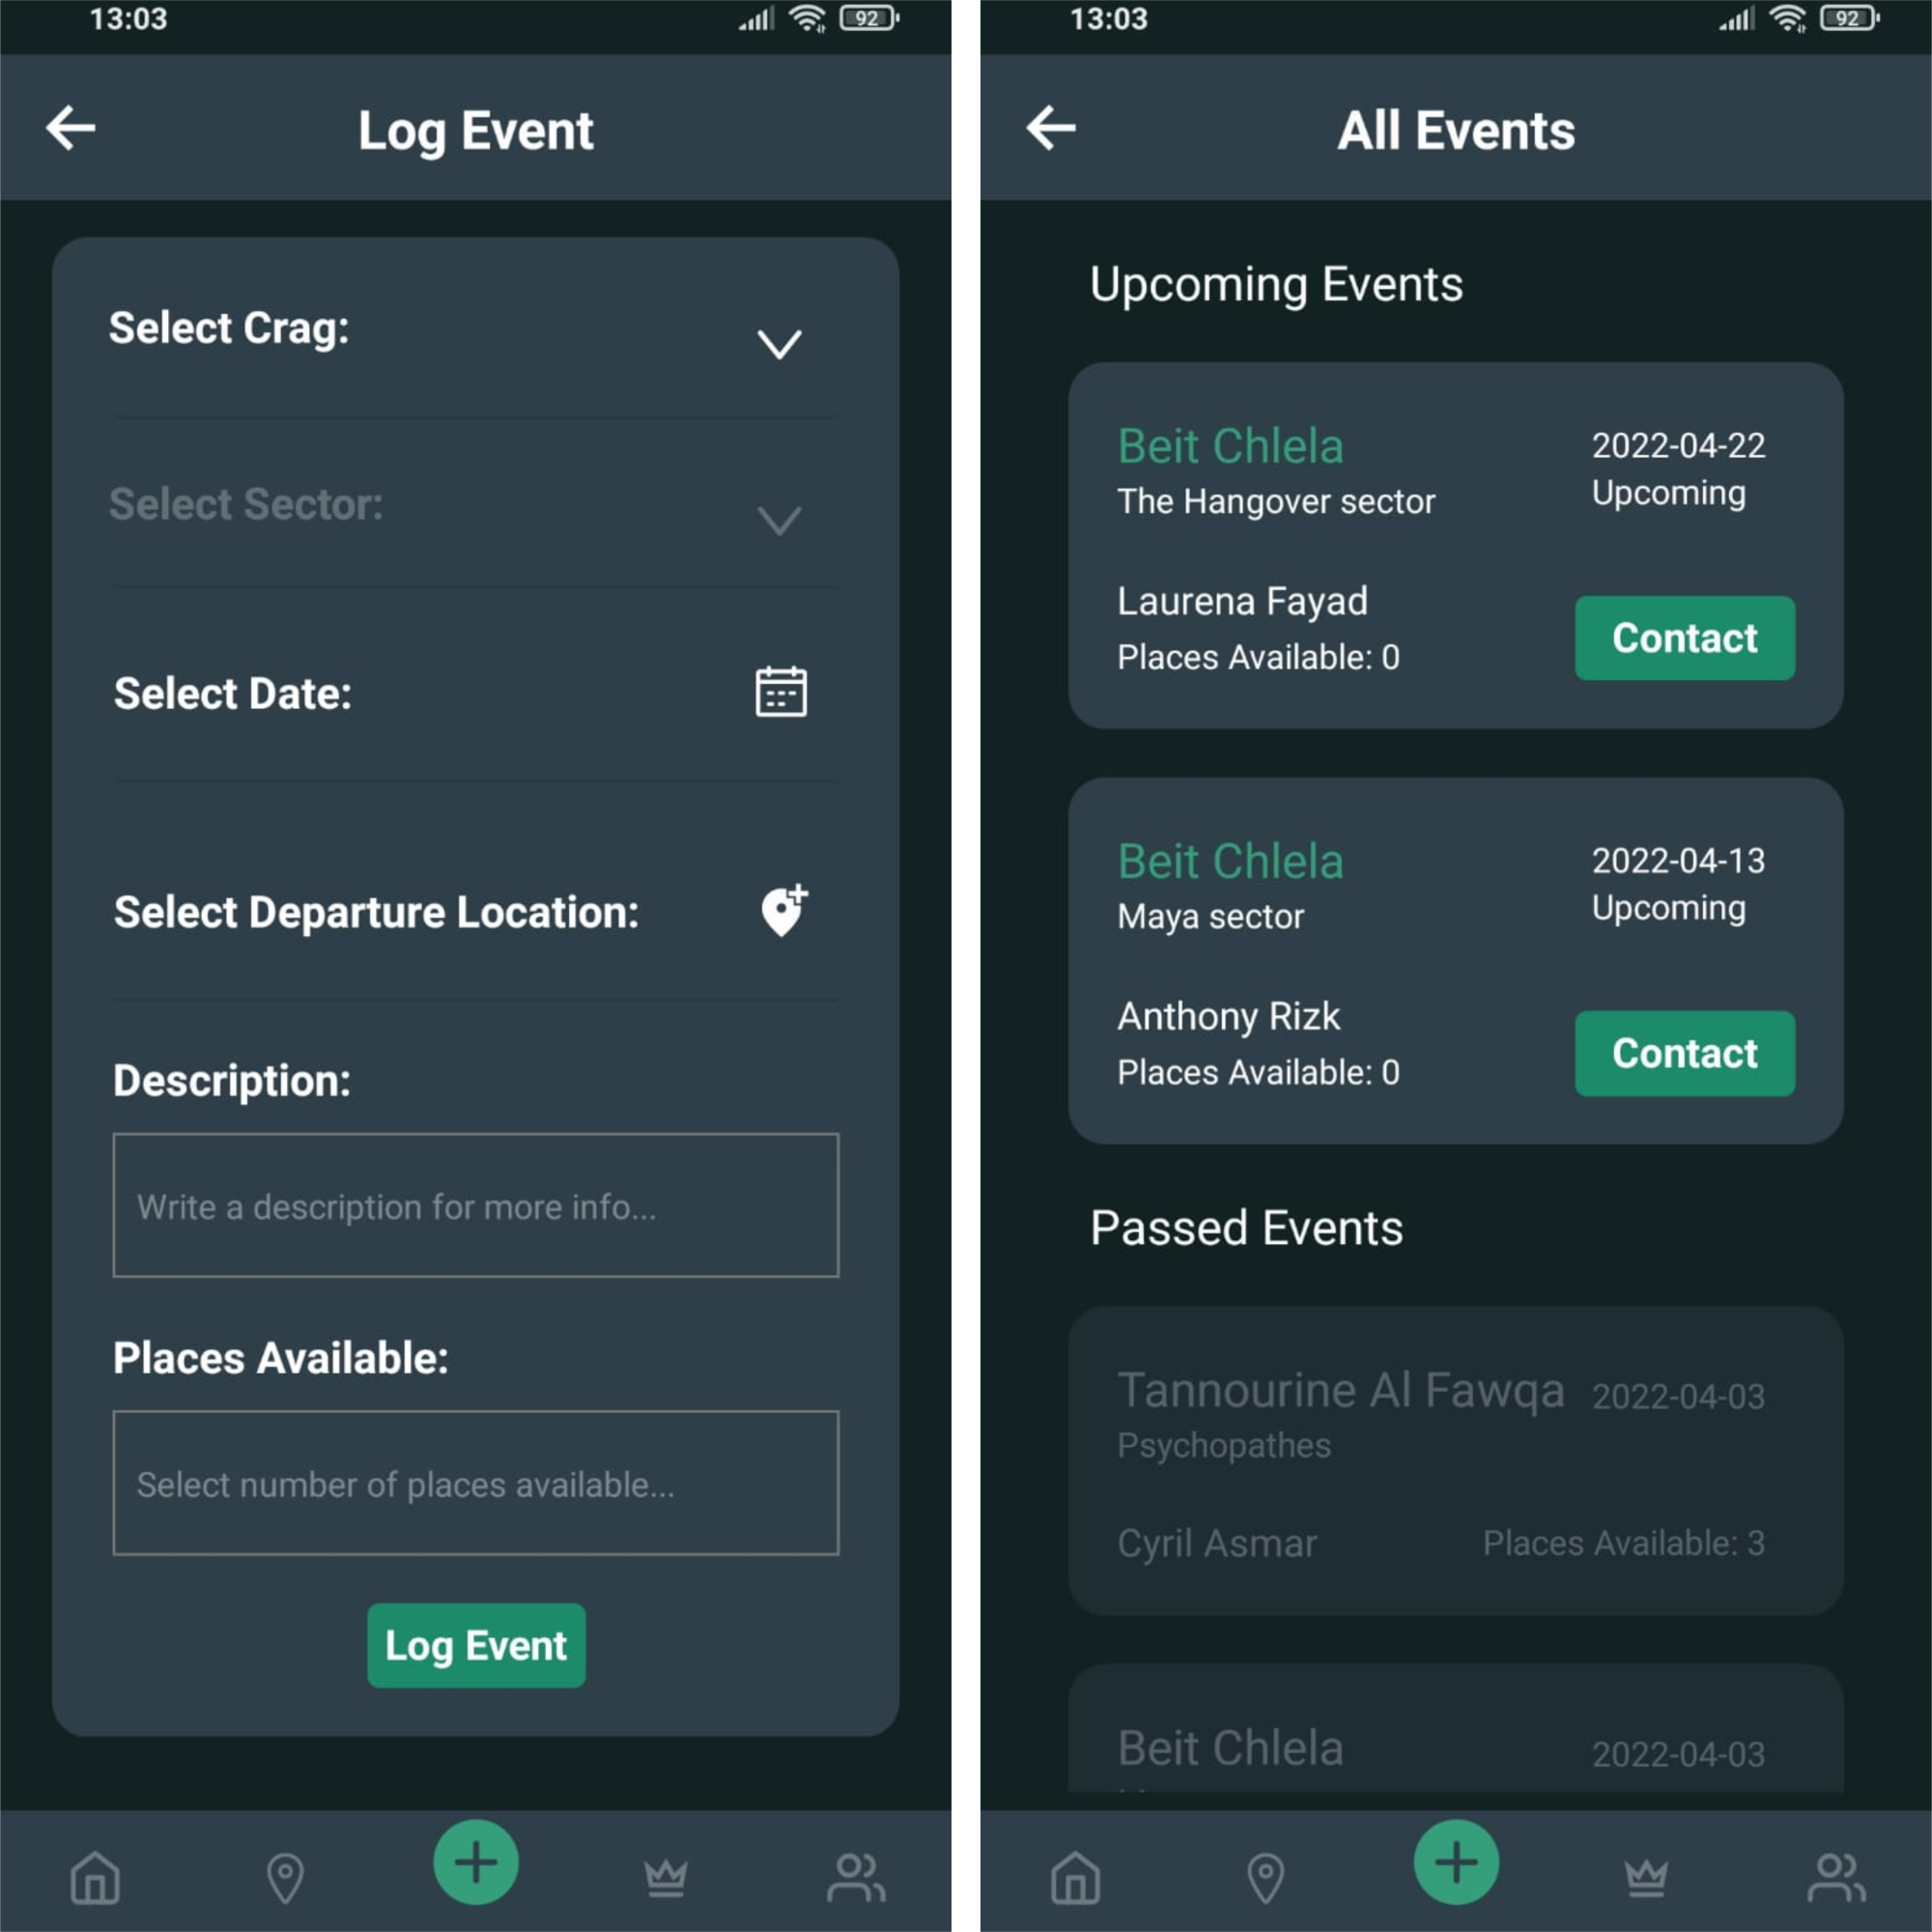 13:03
92
Log Event
Select Crag:
Select Sector:
Select Date:
Select Departure Location:
Description:
Write a description for more info...
Places Available:
Select number of places available...
Log Event
13:03
92
All Events
Upcoming Events
Beit Chlela
2022-04-22
The Hangover sector
Upcoming
Laurena Fayad
Places Available: 0
Contact
Beit Chlela
2022-04-13
Maya sector
Upcoming
Anthony Rizk
Places Available: 0
Contact
Passed Events
Tannourine Al Fawqa
2022-04-03
Psychopathes
Cyril Asmar
Places Available: 3
Beit Chlela
2022-04-03